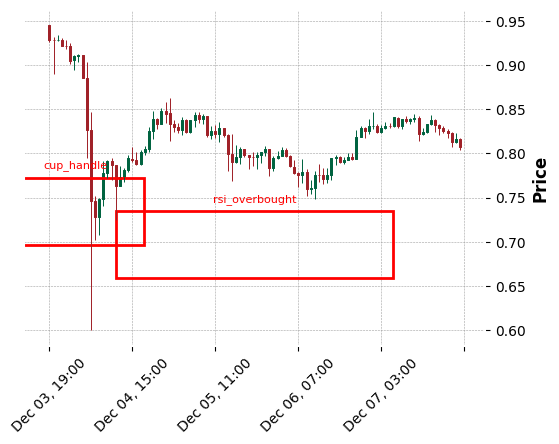 0.95
0.90
0.85
0.80
0.75
0.70
0.65
0.60
Price
cup_handle
rsi_overbought
Dec 03, 19:00
Dec 04, 15:00
Dec 05, 11:00
Dec 06, 07:00
Dec 07, 03:00